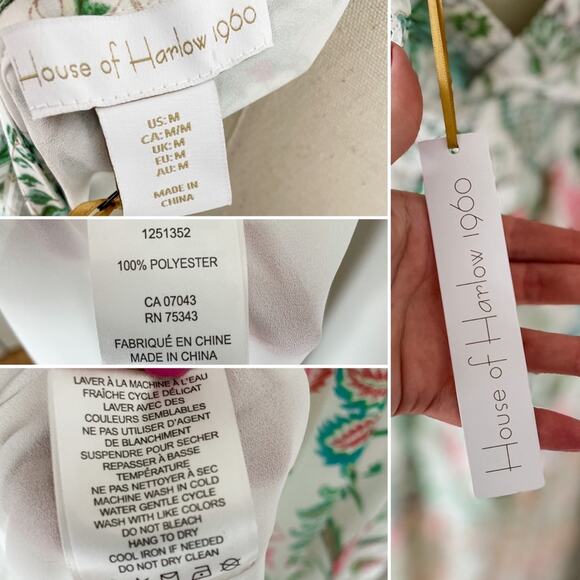 House of Harlow 1960
US: M
CA: M/M
UK: M
EU: M
AU: M
MADE IN
CHINA
1251352
100% POLYESTER
CA 07043
RN 75343
FABRIQUÉ EN CHINE
MADE IN CHINA
LAVER À LA MACHINE À L'EAU
FRAÎCHE CYCLE DÉLICAT
LAVER AVEC DES
COULEURS SEMBLABLES
NE PAS UTILISER D'AGENT
DE BLANCHIMENT
SUSPENDRE POUR SECHER
REPASSER À BASSE
TEMPÉRATURE
NE PAS NETTOYER À SEC
MACHINE WASH IN COLD
WATER GENTLE CYCLE
WASH WITH LIKE COLORS
DO NOT BLEACH
HANG TO DRY
COOL IRON IF NEEDED
DO NOT DRY CLEAN
House of Harlow 1960